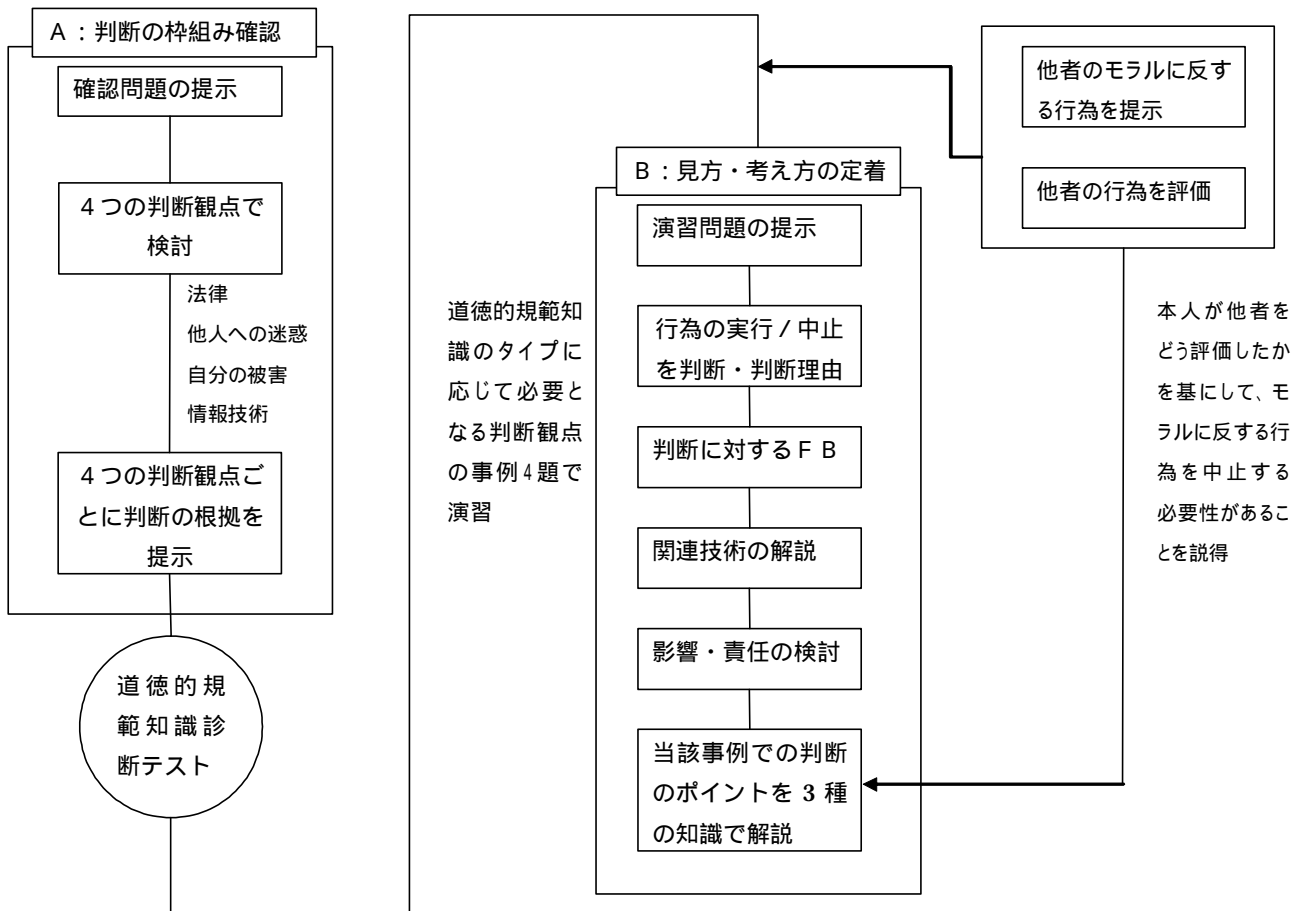 A：判断の枠組み確認
確認問題の提示
４つの判断観点で
検討
法律
他人への迷惑
自分の被害
情報技術
４つの判断観点ご
とに判断の根拠を
提示
道徳的規
範知識診
断テスト
道徳的規範知
識のタイプに
応じて必要と
なる判断観点
の事例4題で
演習
B：見方・考え方の定着
演習問題の提示
行為の実行／中止
を判断・判断理由
判断に対するＦＢ
関連技術の解説
影響・責任の検討
当該事例での判断
のポイントを 3 種
の知識で解説
他者のモラルに反す
る行為を提示
他者の行為を評価
本人が他者を
どう評価したか
を基にして、モ
ラルに反する行
為を中止する
必要性があるこ
とを説得